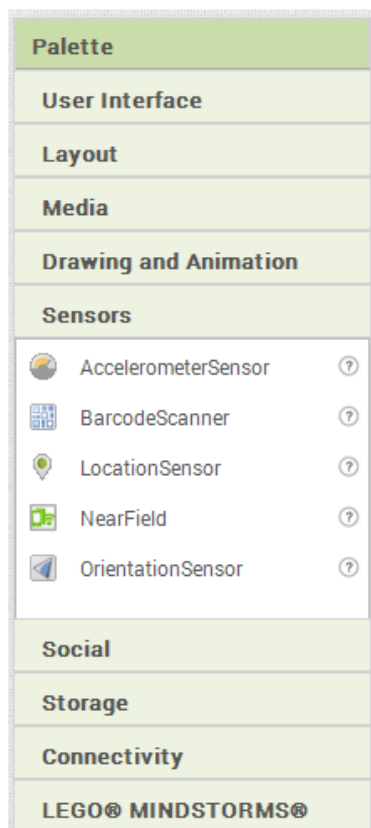 Palette
User Interface
Layout
Media
Drawing and Animation
Sensors
AccelerometerSensor ?
BarcodeScanner ?
LocationSensor ?
NearField ?
OrientationSensor ?
Social
Storage
Connectivity
LEGO® MINDSTORMS®